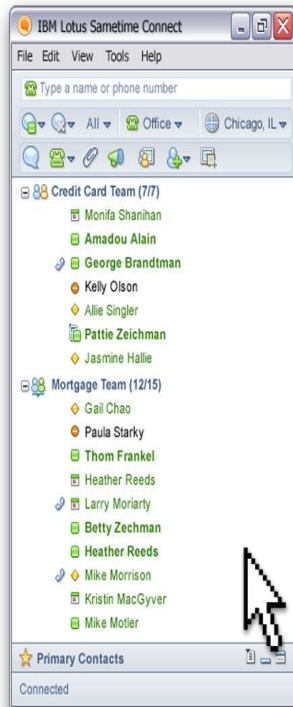 IBM Lotus Sametime Connect
File Edit View Tools Help
Type a name or phone number
All Office Chicago, IL
Credit Card Team (7/7)
Monifa Shanihan
Amadou Alain
George Brandtman
Kelly Olson
Allie Singler
Pattie Zeichman
Jasmine Hallie
Mortgage Team (12/15)
Gail Chao
Paula Starky
Thom Frankel
Heather Reeds
Larry Moriarty
Betty Zechman
Heather Reeds
Mike Morrison
Kristin MacGyver
Mike Motler
Primary Contacts
Connected